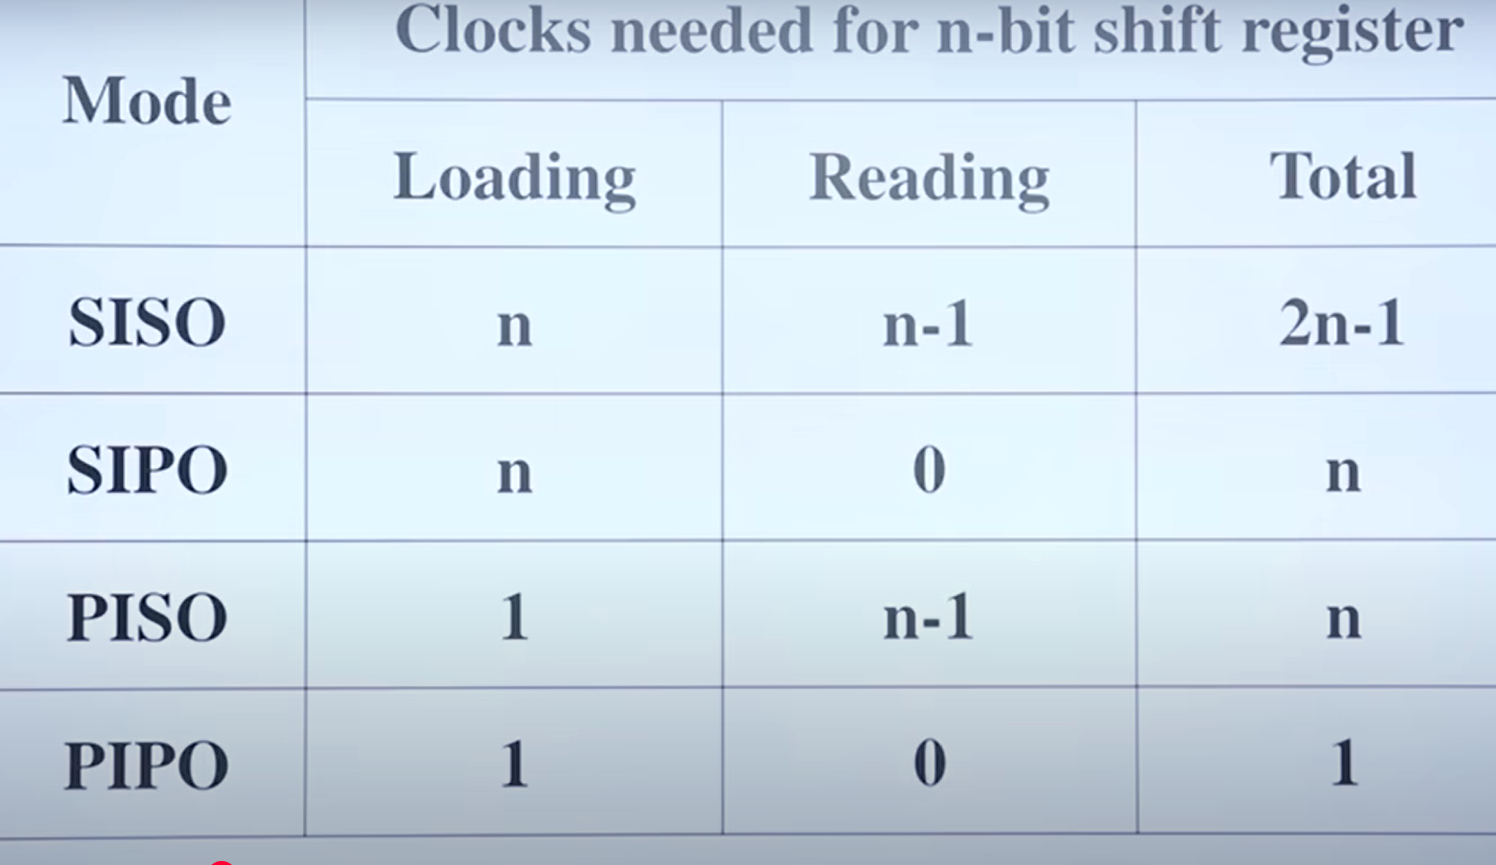 Clocks needed for n-bit shift register
Mode
Loading Reading Total
SISO n n-1 2n-1
SIPO n 0 n
PISO 1 n-1 n
PIPO 1 0 1